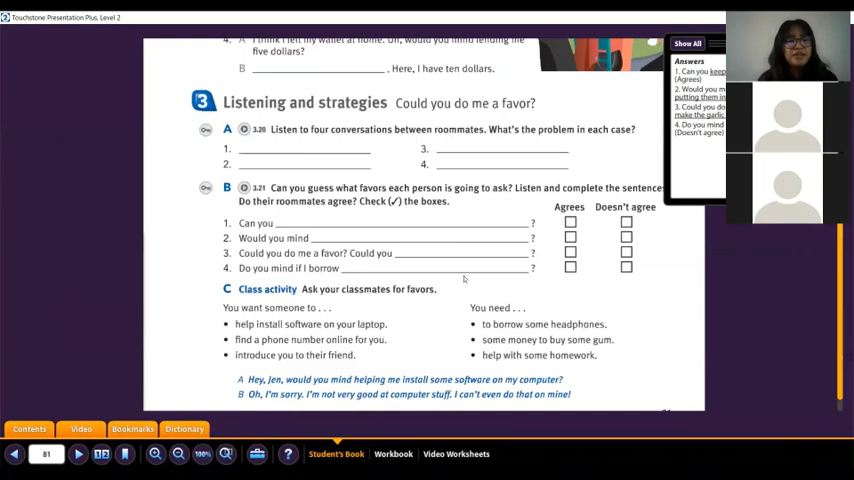 Touchstone Presentation Plus, Level 2
4. A I think I left my wallet at home. Uh, would you mind lending me
five dollars?
B . Here, I have ten dollars.
3 Listening and strategies Could you do me a favor?
A 3.20 Listen to four conversations between roommates. What's the problem in each case?
1. 3.
2. 4.
B 3.21 Can you guess what favors each person is going to ask? Listen and complete the sentences
Do their roommates agree? Check (✓) the boxes.
Agrees Doesn't agree
1. Can you ?
2. Would you mind ?
3. Could you do me a favor? Could you ?
4. Do you mind if I borrow ?
C Class activity Ask your classmates for favors.
You want someone to . . .
• help install software on your laptop.
• find a phone number online for you.
• introduce you to their friend.
You need . . .
• to borrow some headphones.
• some money to buy some gum.
• help with some homework.
A Hey, Jen, would you mind helping me install some software on my computer?
B Oh, I'm sorry. I'm not very good at computer stuff. I can't even do that on mine!
Show All
Answers
1. Can you keep
(Agrees)
2. Would you m
putting them in
3. Could you do
make the garlic
4. Do you mind
(Doesn't agree)
Contents Video Bookmarks Dictionary
81 1 2 100% ? Student's Book Workbook Video Worksheets